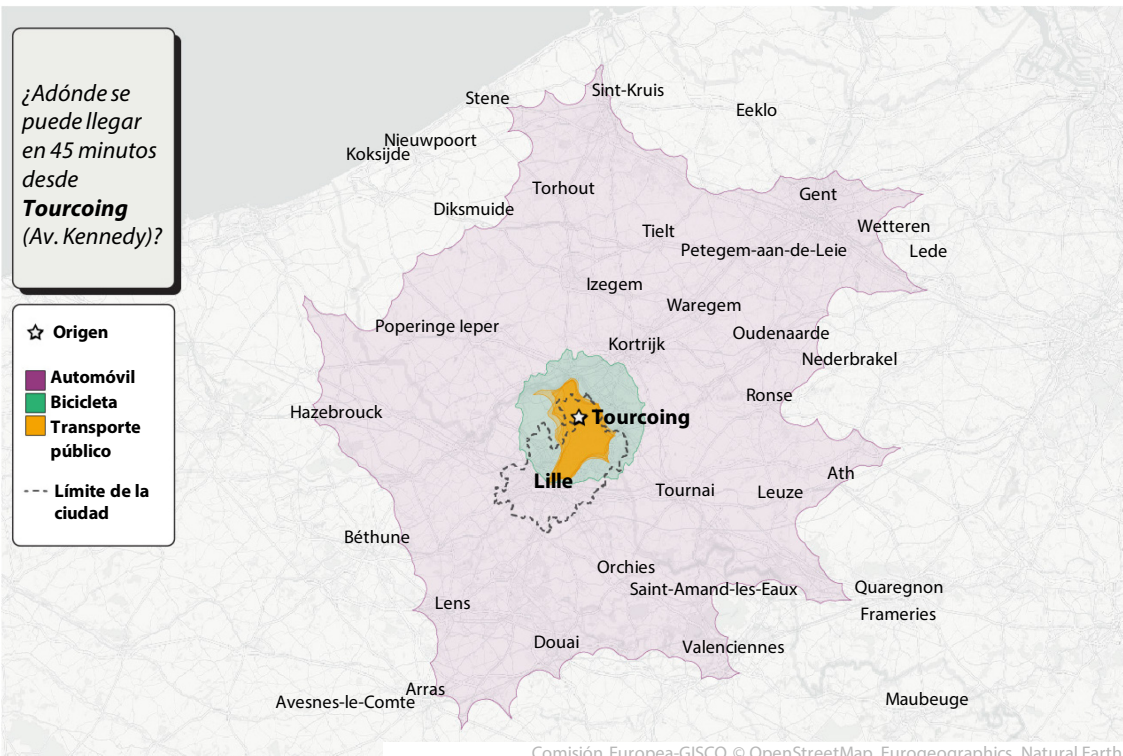 ¿Adónde se
puede llegar
en 45 minutos
desde
Tourcoing
(Av. Kennedy)?
Origen
Automóvil
Bicicleta
Transporte
público
Límite de la
ciudad
Sint-Kruis
Stene
Eeklo
Nieuwpoort
Koksijde
Torhout
Gent
Diksmuide
Wetteren
Tielt
Petegem-aan-de-Leie
Lede
Izegem
Waregem
Poperinge Ieper
Oudenaarde
Kortrijk
Nederbrakel
Ronse
Hazebrouck
Tourcoing
Ath
Lille
Tournai
Leuze
Béthune
Orchies
Saint-Amand-les-Eaux
Quaregnon
Lens
Frameries
Douai
Valenciennes
Arras
Avesnes-le-Comte
Maubeuge
Comisión Europea-GISCO © OpenStreetMap, Eurogeographics, Natural Earth